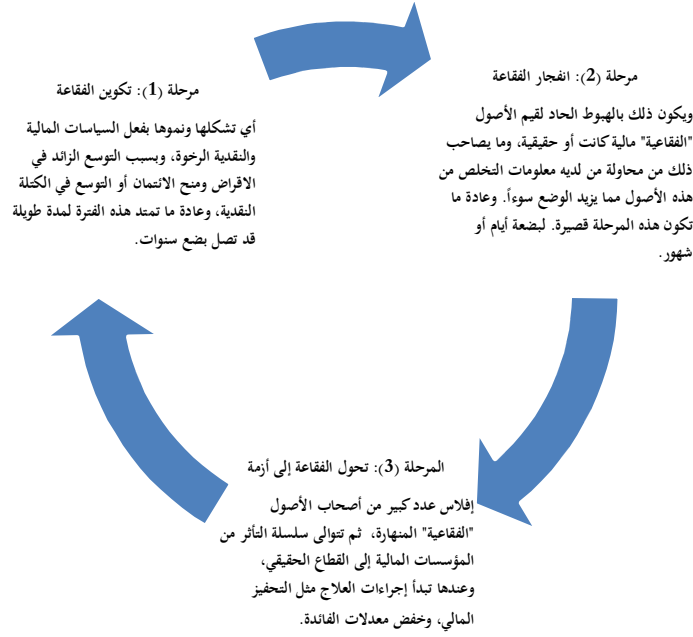 مرحلة (1): تكوين الفقاعة
أي تشكلها ونموها بفعل السياسات المالية
والنقدية الرخوة، وبسبب التوسع الزائد في
الاقراض ومنح الائتمان أو التوسع في الكتلة
النقدية، وعادة ما تمتد هذه الفترة لمدة طويلة
قد تصل بضع سنوات.
مرحلة (2): انفجار الفقاعة
ويكون ذلك بالهبوط الحاد لقيم الأصول
"الفقاعية" مالية كانت أو حقيقية، وما يصاحب
ذلك من محاولة من لديه معلومات التخلص من
هذه الأصول مما يزيد الوضع سوءاً. وعادة ما
تكون هذه المرحلة قصيرة. لبضعة أيام أو
شهور.
المرحلة (3): تحول الفقاعة إلى أزمة
إفلاس عدد كبير من أصحاب الأصول
"الفقاعية" المنهارة، ثم تتوالى سلسلة التأثر من
المؤسسات المالية إلى القطاع الحقيقي،
وعندها تبدأ إجراءات العلاج مثل التحفيز
المالي، وخفض معدلات الفائدة.